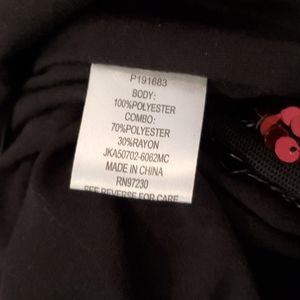 P191683
BODY:
100%POLYESTER
COMBO:
70%POLYESTER
30%RAYON
JKA50702-6062MC
MADE IN CHINA
RN97230
SEE REVERSE FOR CARE